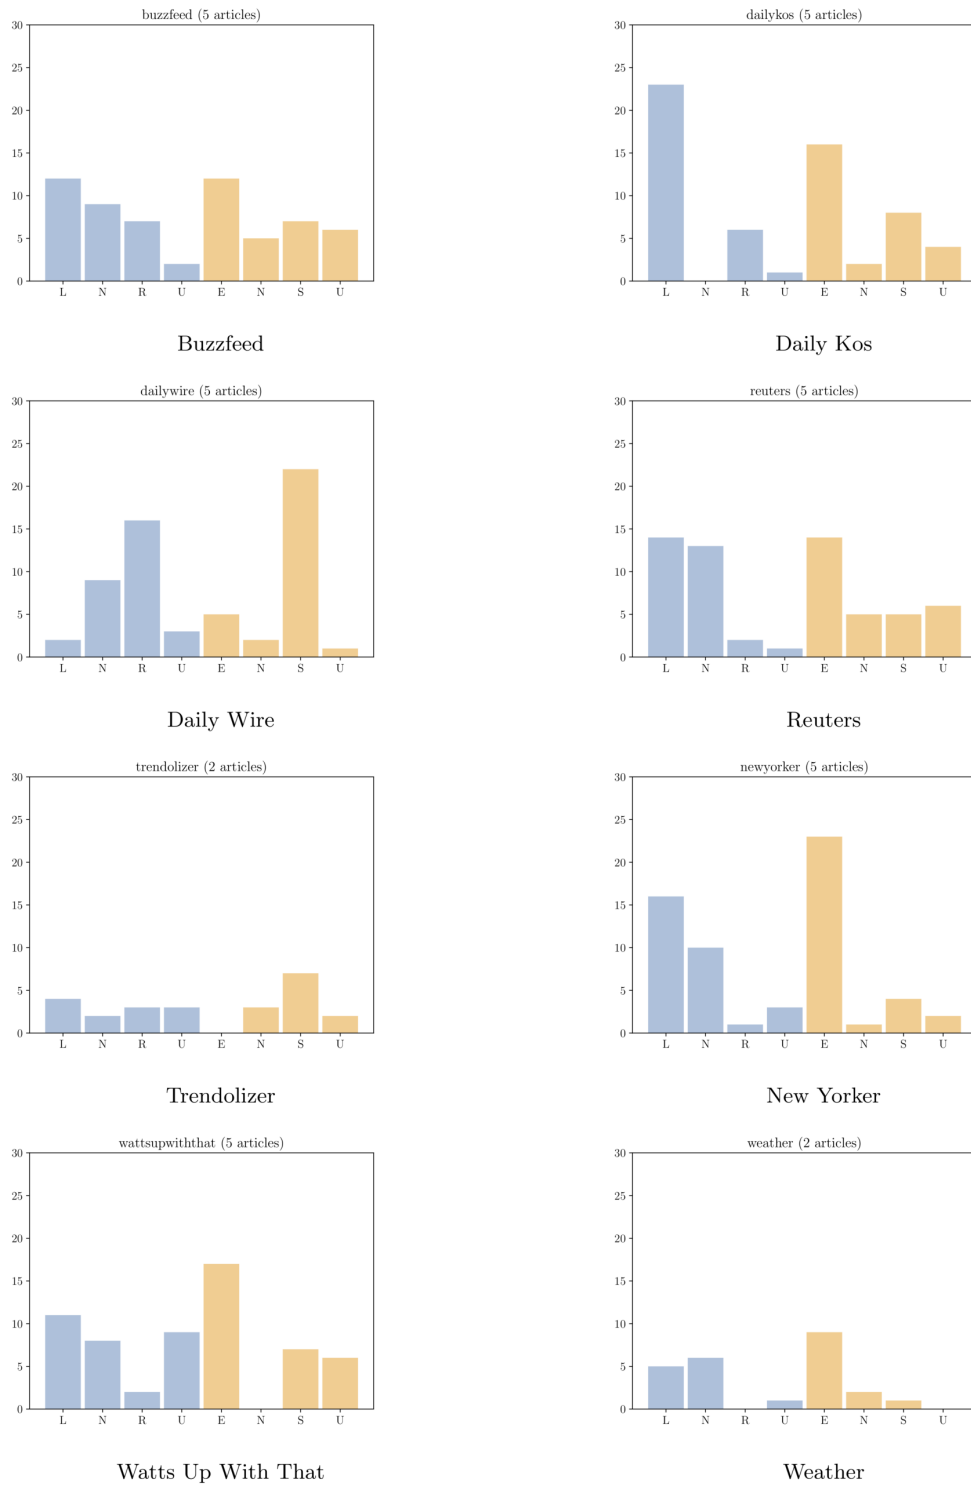 buzzfeed (5 articles)
30
25
20
15
10
5
0
L N R U E N S U
Buzzfeed
dailykos (5 articles)
30
25
20
15
10
5
0
L N R U E N S U
Daily Kos
dailywire (5 articles)
30
25
20
15
10
5
0
L N R U E N S U
Daily Wire
reuters (5 articles)
30
25
20
15
10
5
0
L N R U E N S U
Reuters
trendolizer (2 articles)
30
25
20
15
10
5
0
L N R U E N S U
Trendolizer
newyorker (5 articles)
30
25
20
15
10
5
0
L N R U E N S U
New Yorker
wattsupwiththat (5 articles)
30
25
20
15
10
5
0
L N R U E N S U
Watts Up With That
weather (2 articles)
30
25
20
15
10
5
0
L N R U E N S U
Weather